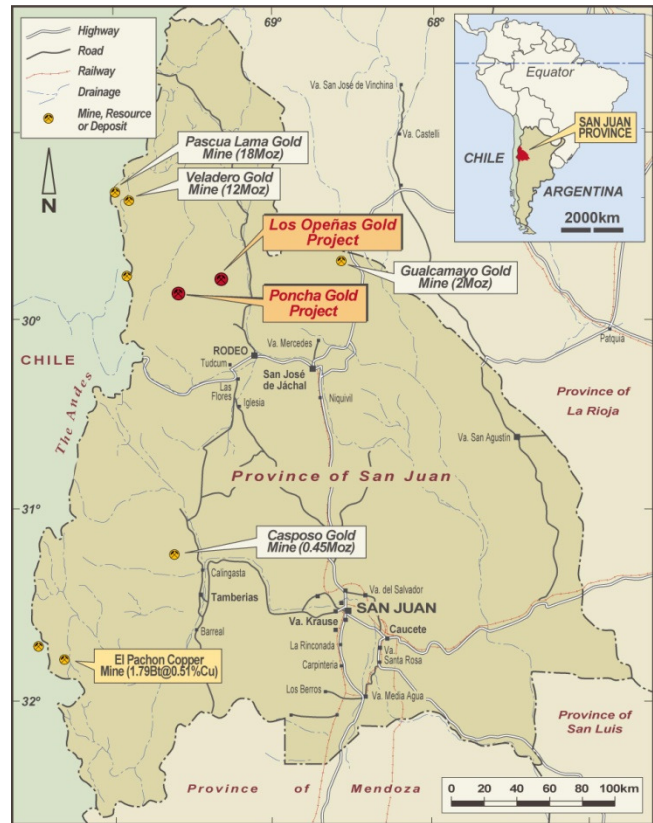 69°
68°
Highway
Road
Railway
Drainage
Mine, Resource
or Deposit
N
Equator
SAN JUAN
PROVINCE
CHILE
ARGENTINA
2000km
Va. San José de Vinchina
Va. Castelli
Pascua Lama Gold
Mine (18Moz)
Veladero Gold
Mine (12Moz)
Los Opeñas Gold
Project
Gualcamayo Gold
Mine (2Moz)
Poncha Gold
Project
30°
Patquia
CHILE
The Andes
RODEO
Va. Mercedes
Tudcum
San José
de Jáchal
Las
Flores
Iglesia
Niquivil
Province of
La Rioja
Va. San Agustin
Province of San Juan
31°
Casposo Gold
Mine (0.45Moz)
Calingasta
Tamberias
Va. del Salvador
SAN JUAN
Va. Krause
Caucete
Barreal
La Rinconada
Va.
Santa Rosa
Carpinteria
El Pachon Copper
Mine (1.79Bt@0.51%Cu)
Los Berros
Va. Media Agua
32°
Province of
San Luis
Province of Mendoza
0 20 40 60 80 100km